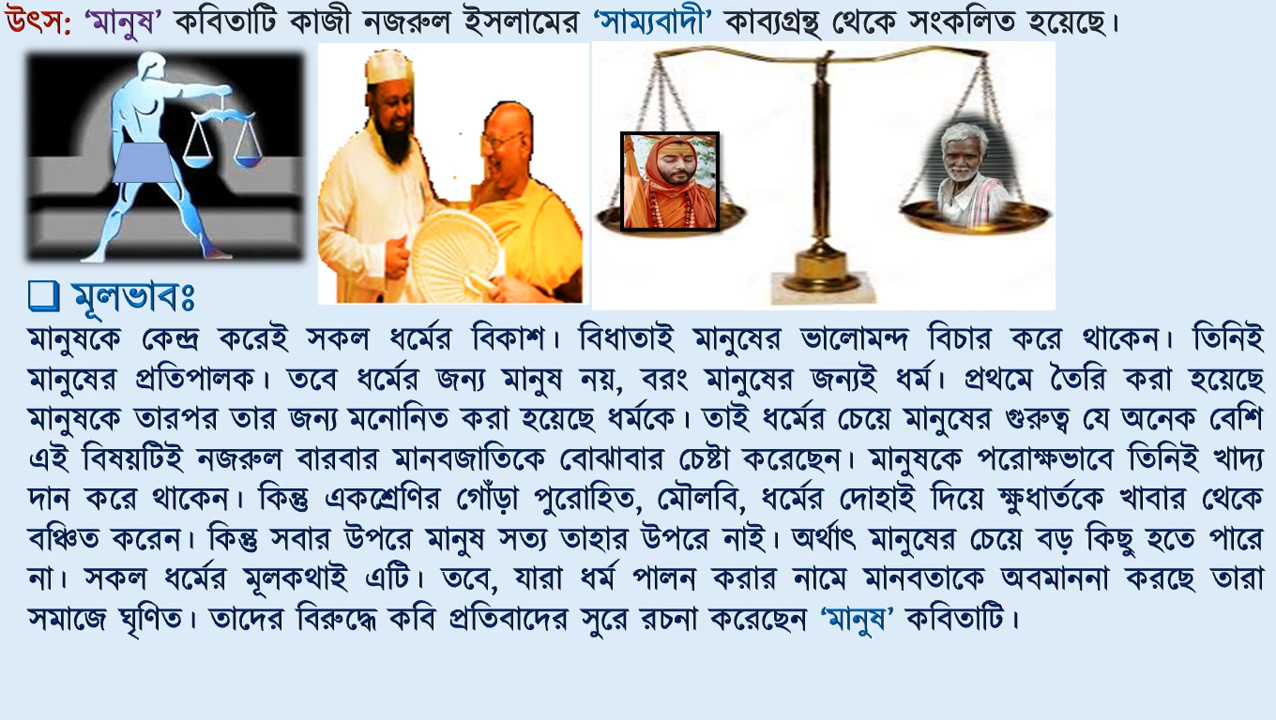 উৎস: ‘মানুষ’ কবিতাটি কাজী নজরুল ইসলামের ‘সাম্যবাদী’ কাব্যগ্রন্থ থেকে সংকলিত হয়েছে।
❑ মূলভাবঃ
মানুষকে কেন্দ্র করেই সকল ধর্মের বিকাশ। বিধাতাই মানুষের ভালোমন্দ বিচার করে থাকেন। তিনিই
মানুষের প্রতিপালক। তবে ধর্মের জন্য মানুষ নয়, বরং মানুষের জন্যই ধর্ম। প্রথমে তৈরি করা হয়েছে
মানুষকে তারপর তার জন্য মনোনিত করা হয়েছে ধর্মকে। তাই ধর্মের চেয়ে মানুষের গুরুত্ব যে অনেক বেশি
এই বিষয়টিই নজরুল বারবার মানবজাতিকে বোঝাবার চেষ্টা করেছেন। মানুষকে পরোক্ষভাবে তিনিই খাদ্য
দান করে থাকেন। কিন্তু একশ্রেণির গোঁড়া পুরোহিত, মৌলবি, ধর্মের দোহাই দিয়ে ক্ষুধার্তকে খাবার থেকে
বঞ্চিত করেন। কিন্তু সবার উপরে মানুষ সত্য তাহার উপরে নাই। অর্থাৎ মানুষের চেয়ে বড় কিছু হতে পারে
না। সকল ধর্মের মূলকথাই এটি। তবে, যারা ধর্ম পালন করার নামে মানবতাকে অবমাননা করছে তারা
সমাজে ঘৃণিত। তাদের বিরুদ্ধে কবি প্রতিবাদের সুরে রচনা করেছেন ‘মানুষ’ কবিতাটি।